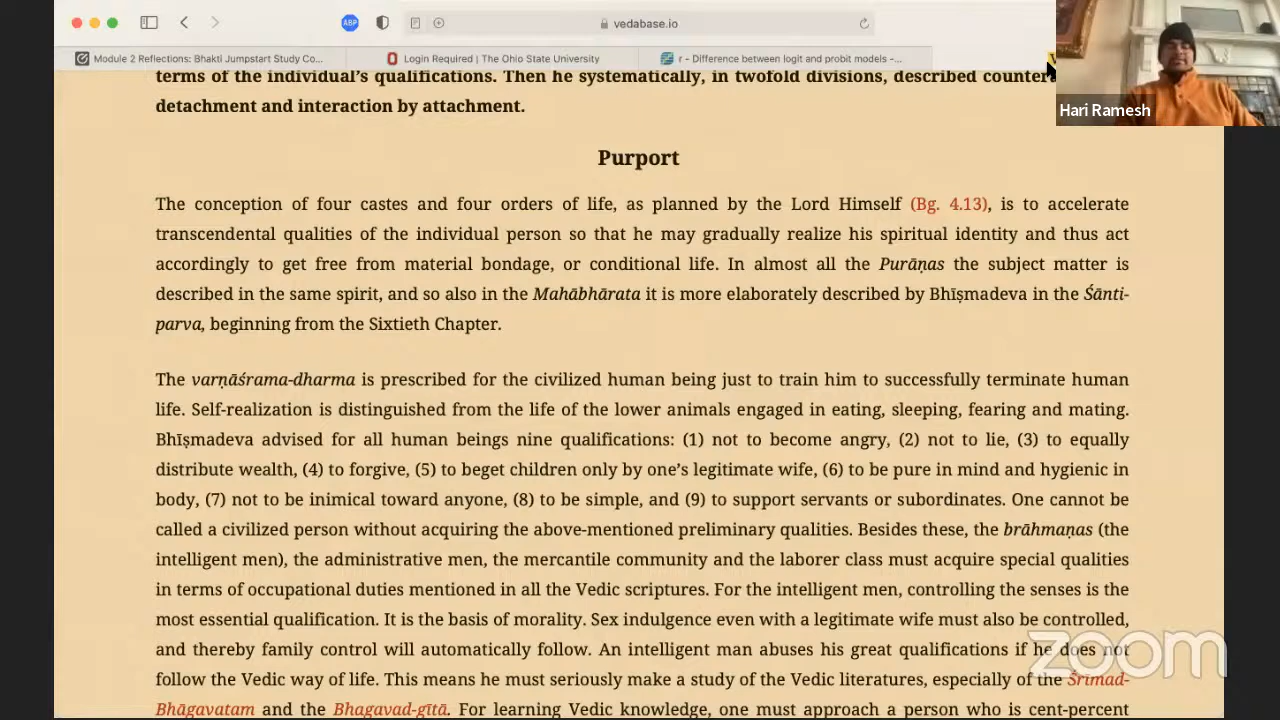 ABP
vedabase.io
Module 2 Reflections: Bhakti Jumpstart Study Co...
Login Required | The Ohio State University
r - Difference between logit and probit models -...
terms of the individual's qualifications. Then he systematically, in twofold divisions, described
detachment and interaction by attachment.
Hari Ramesh
Purport
The conception of four castes and four orders of life, as planned by the Lord Himself (Bg. 4.13), is to accelerate
transcendental qualities of the individual person so that he may gradually realize his spiritual identity and thus act
accordingly to get free from material bondage, or conditional life. In almost all the Purāṇas the subject matter is
described in the same spirit, and so also in the Mahābhārata it is more elaborately described by Bhīṣmadeva in the Śānti-
parva, beginning from the Sixtieth Chapter.
The varṇāśrama-dharma is prescribed for the civilized human being just to train him to successfully terminate human
life. Self-realization is distinguished from the life of the lower animals engaged in eating, sleeping, fearing and mating.
Bhīṣmadeva advised for all human beings nine qualifications: (1) not to become angry, (2) not to lie, (3) to equally
distribute wealth, (4) to forgive, (5) to beget children only by one's legitimate wife, (6) to be pure in mind and hygienic in
body, (7) not to be inimical toward anyone, (8) to be simple, and (9) to support servants or subordinates. One cannot be
called a civilized person without acquiring the above-mentioned preliminary qualities. Besides these, the brāhmaṇas (the
intelligent men), the administrative men, the mercantile community and the laborer class must acquire special qualities
in terms of occupational duties mentioned in all the Vedic scriptures. For the intelligent men, controlling the senses is the
most essential qualification. It is the basis of morality. Sex indulgence even with a legitimate wife must also be controlled,
and thereby family control will automatically follow. An intelligent man abuses his great qualifications if he does not
follow the Vedic way of life. This means he must seriously make a study of the Vedic literatures, especially of the Śrīmad-
Bhāgavatam and the Bhagavad-gītā. For learning Vedic knowledge, one must approach a person who is cent-percent
zoom